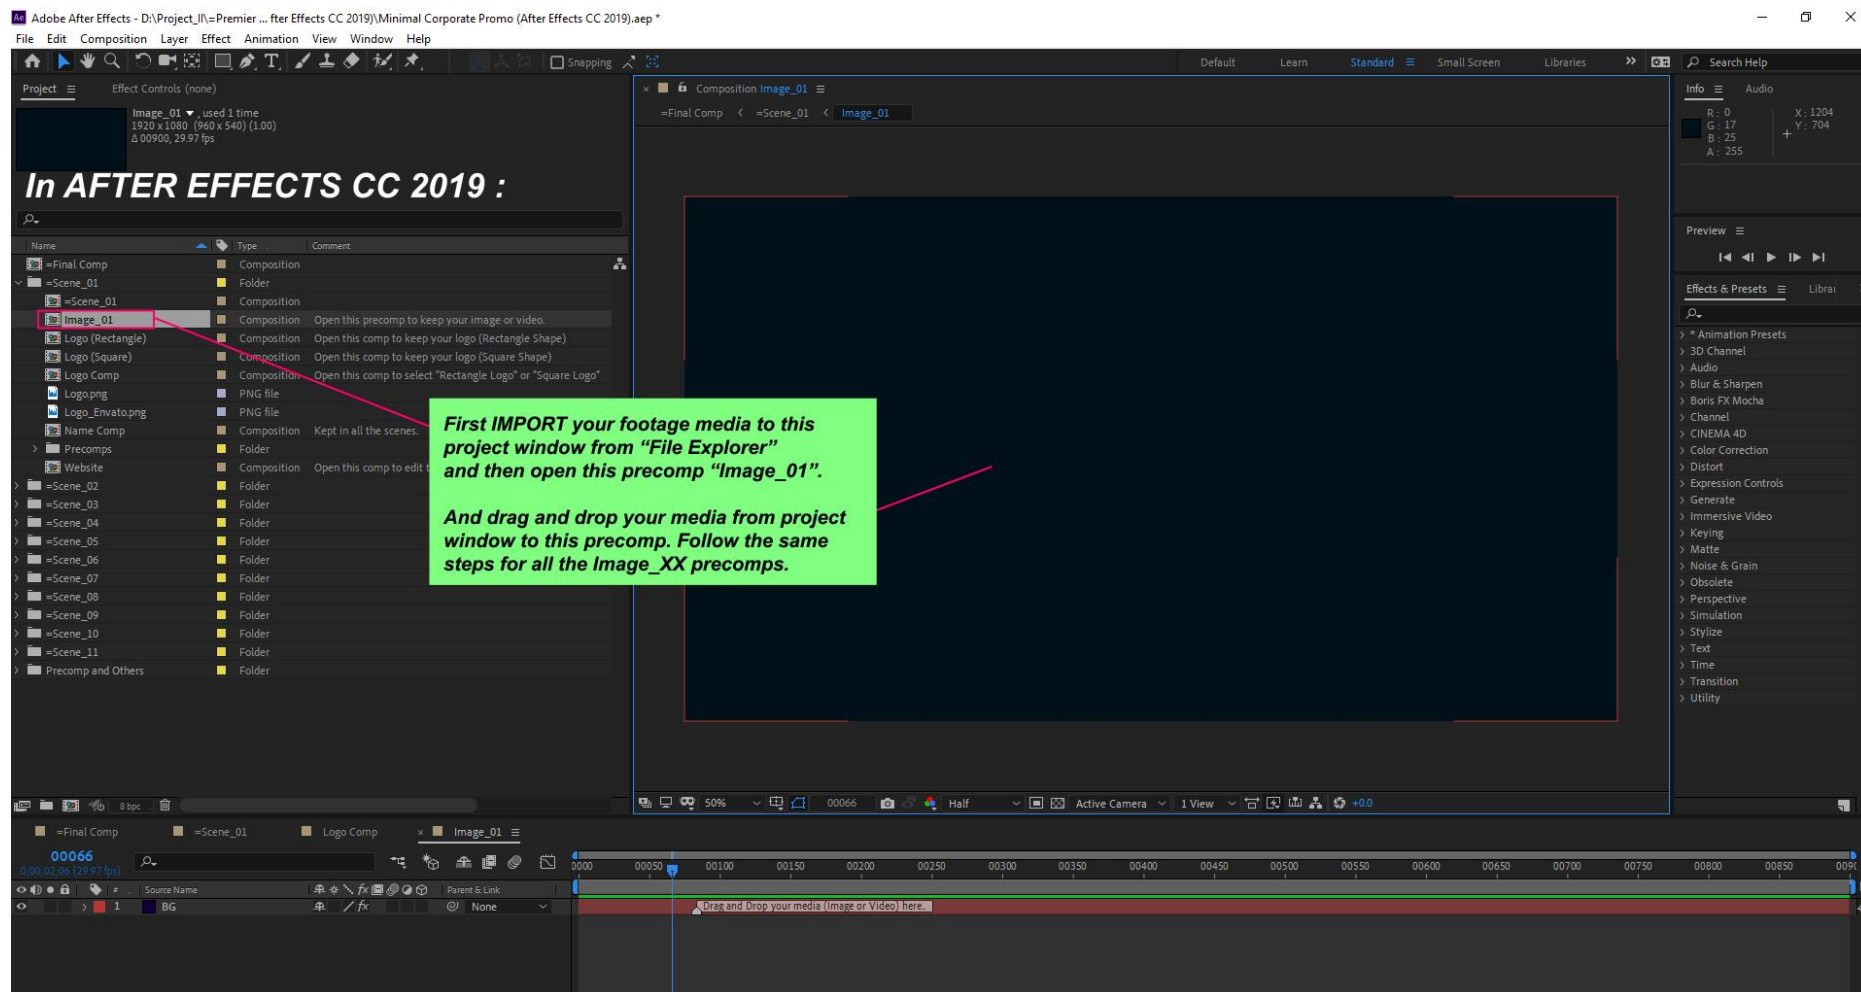 Adobe After Effects - D:\Project_II\=Premier ... fter Effects CC 2019)\Minimal Corporate Promo (After Effects CC 2019).aep *
File Edit Composition Layer Effect Animation View Window Help
Snapping
Default Learn Standard Small Screen Libraries
Search Help
Project Effect Controls (none)
Image_01 , used 1 time
1920 x 1080 (960 x 540) (1.00)
Δ 00900, 29.97 fps
In AFTER EFFECTS CC 2019 :
Name Type Comment
=Final Comp Composition
=Scene_01 Folder
=Scene_01 Composition
Image_01 Composition Open this precomp to keep your image or video.
Logo (Rectangle) Composition Open this comp to keep your logo (Rectangle Shape)
Logo (Square) Composition Open this comp to keep your logo (Square Shape)
Logo Comp Composition Open this comp to select "Rectangle Logo" or "Square Logo"
Logo.png PNG file
Logo_Envato.png PNG file
Name Comp Composition Kept in all the scenes.
Precomps Folder
Website Composition Open this comp to edit
=Scene_02 Folder
=Scene_03 Folder
=Scene_04 Folder
=Scene_05 Folder
=Scene_06 Folder
=Scene_07 Folder
=Scene_08 Folder
=Scene_09 Folder
=Scene_10 Folder
=Scene_11 Folder
Precomp and Others Folder
8 bpc
First IMPORT your footage media to this
project window from “File Explorer”
and then open this precomp “Image_01”.
And drag and drop your media from project
window to this precomp. Follow the same
steps for all the Image_XX precomps.
Composition Image_01
=Final Comp =Scene_01 Image_01
50% 00066 Half Active Camera 1 View +0.0
Info Audio
R : 0 X : 1204
G : 17 Y : 704
B : 25
A : 255
Preview
Effects & Presets Librai
* Animation Presets
3D Channel
Audio
Blur & Sharpen
Boris FX Mocha
Channel
CINEMA 4D
Color Correction
Distort
Expression Controls
Generate
Immersive Video
Keying
Matte
Noise & Grain
Obsolete
Perspective
Simulation
Stylize
Text
Time
Transition
Utility
=Final Comp =Scene_01 Logo Comp Image_01
00066
0;00;02;06 (29.97 fps)
0000 00050 00100 00150 00200 00250 00300 00350 00400 00450 00500 00550 00600 00650 00700 00750 00800 00850 0090
# Source Name Parent & Link
1 BG None
Drag and Drop your media (Image or Video) here.